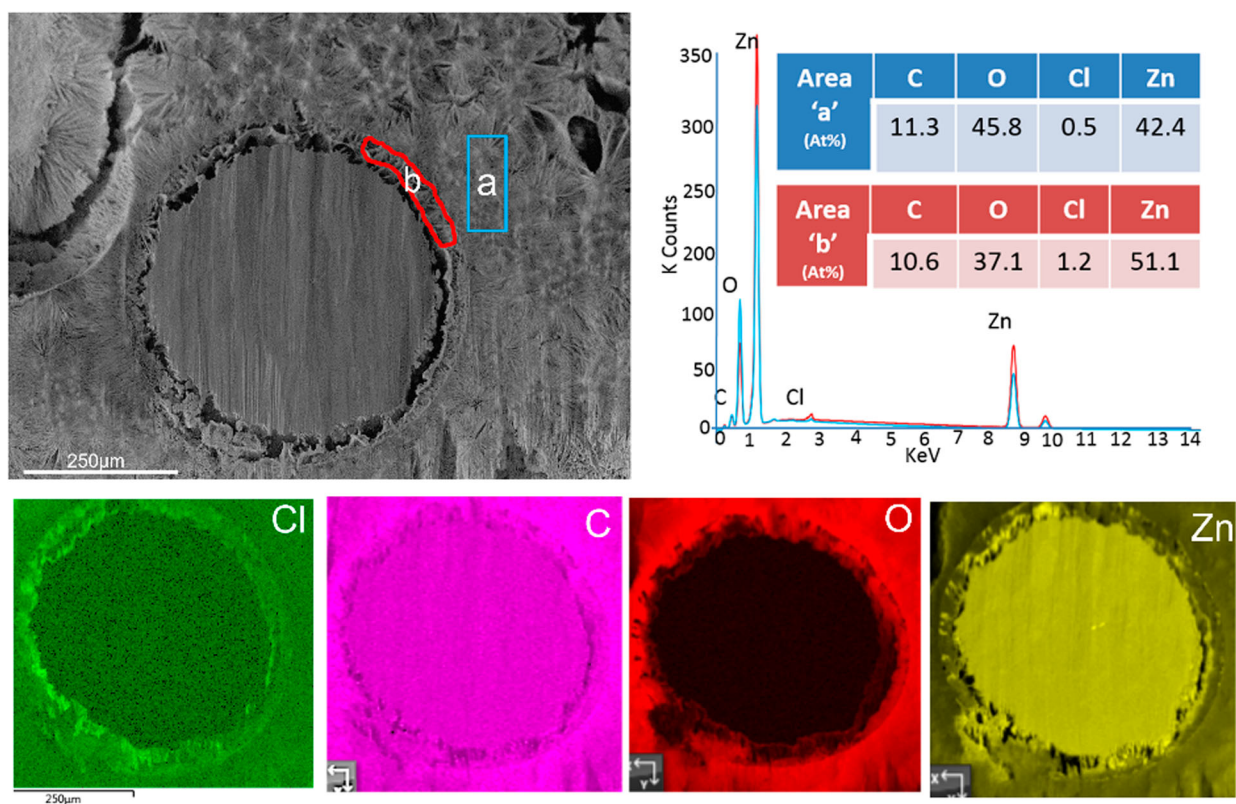 b
a
250µm
350
300
250
200
150
100
50
0
K Counts
Zn
O
C
Cl
Zn
0 1 2 3 4 5 6 7 8 9 10 11 12 13 14
KeV
Area 'a' (At%) C O Cl Zn
11.3 45.8 0.5 42.4
Area 'b' (At%) C O Cl Zn
10.6 37.1 1.2 51.1
Cl
250µm
C
O
Y
Zn
X